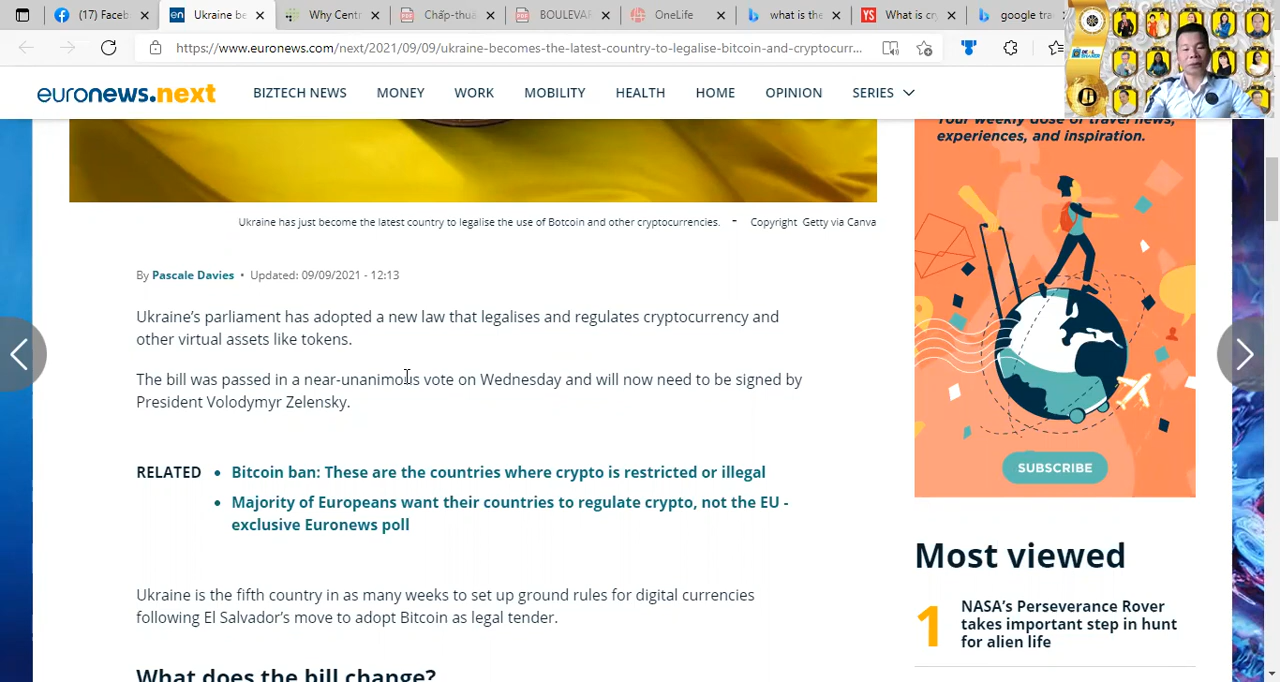 (17) Faceb
Ukraine be
Why Centr
Chấp-thuậ
BOULEVAR
OneLife
what is the
YS
What is cr
google tra
https://www.euronews.com/next/2021/09/09/ukraine-becomes-the-latest-country-to-legalise-bitcoin-and-cryptocurr...
euronews.next
BIZTECH NEWS
MONEY
WORK
MOBILITY
HEALTH
HOME
OPINION
SERIES
Your weekly dose of travel news,
experiences, and inspiration.
SUBSCRIBE
Ukraine has just become the latest country to legalise the use of Botcoin and other cryptocurrencies. - Copyright Getty via Canva
By Pascale Davies • Updated: 09/09/2021 - 12:13
Ukraine’s parliament has adopted a new law that legalises and regulates cryptocurrency and
other virtual assets like tokens.
The bill was passed in a near-unanimous vote on Wednesday and will now need to be signed by
President Volodymyr Zelensky.
RELATED • Bitcoin ban: These are the countries where crypto is restricted or illegal
• Majority of Europeans want their countries to regulate crypto, not the EU -
exclusive Euronews poll
Ukraine is the fifth country in as many weeks to set up ground rules for digital currencies
following El Salvador’s move to adopt Bitcoin as legal tender.
What does the bill change?
Most viewed
1
NASA’s Perseverance Rover
takes important step in hunt
for alien life